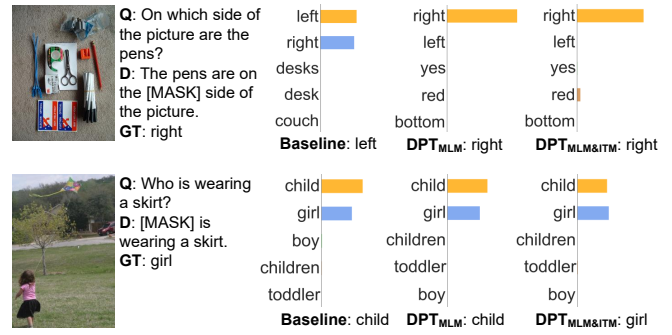 Q: On which side of
the picture are the
pens?
D: The pens are on
the [MASK] side of
the picture.
GT: right
left
right
desks
desk
couch
Baseline: left
right
left
yes
red
bottom
DPTMLM: right
right
left
yes
red
bottom
DPTMLM&ITM: right
Q: Who is wearing
a skirt?
D: [MASK] is
wearing a skirt.
GT: girl
child
girl
boy
children
toddler
Baseline: child
child
girl
children
toddler
boy
DPTMLM: child
child
girl
children
toddler
boy
DPTMLM&ITM: girl